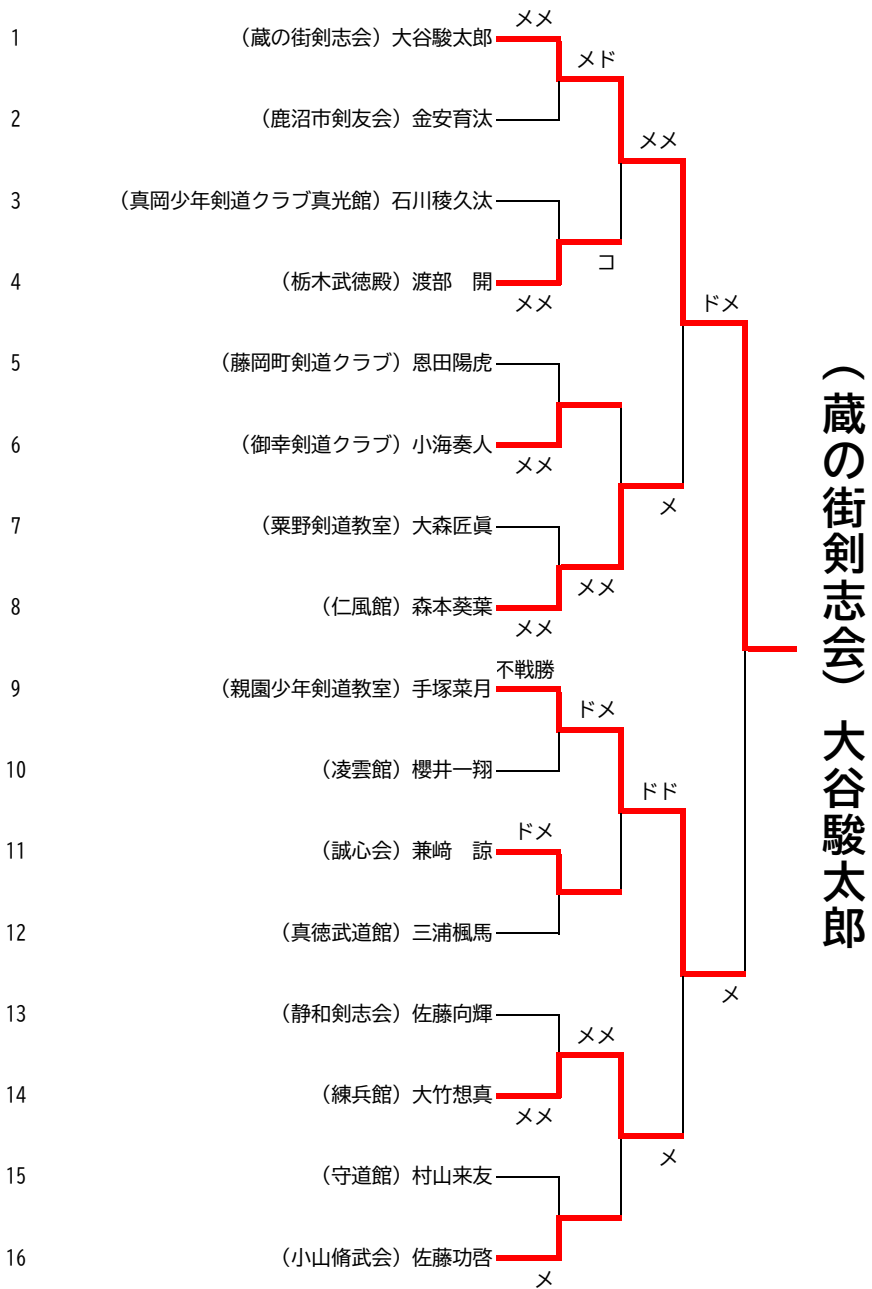 メメ
1 (蔵の街剣志会) 大谷駿太郎
メド
2 (鹿沼市剣友会) 金安育汰
メメ
3 (真岡少年剣道クラブ真光館) 石川稜久汰
コ
4 (栃木武徳殿) 渡部　開
メメ
ドメ
5 (藤岡町剣道クラブ) 恩田陽虎
6 (御幸剣道クラブ) 小海奏人
メメ
メ
7 (粟野剣道教室) 大森匠眞
メメ
8 (仁風館) 森本葵葉
メメ
(蔵の街剣志会) 大谷駿太郎
不戦勝
9 (親園少年剣道教室) 手塚菜月
ドメ
10 (凌雲館) 櫻井一翔
ドド
ドメ
11 (誠心会) 兼﨑　諒
12 (真徳武道館) 三浦楓馬
メ
13 (静和剣志会) 佐藤向輝
メメ
14 (練兵館) 大竹想真
メメ
メ
15 (守道館) 村山来友
16 (小山脩武会) 佐藤功啓
メ